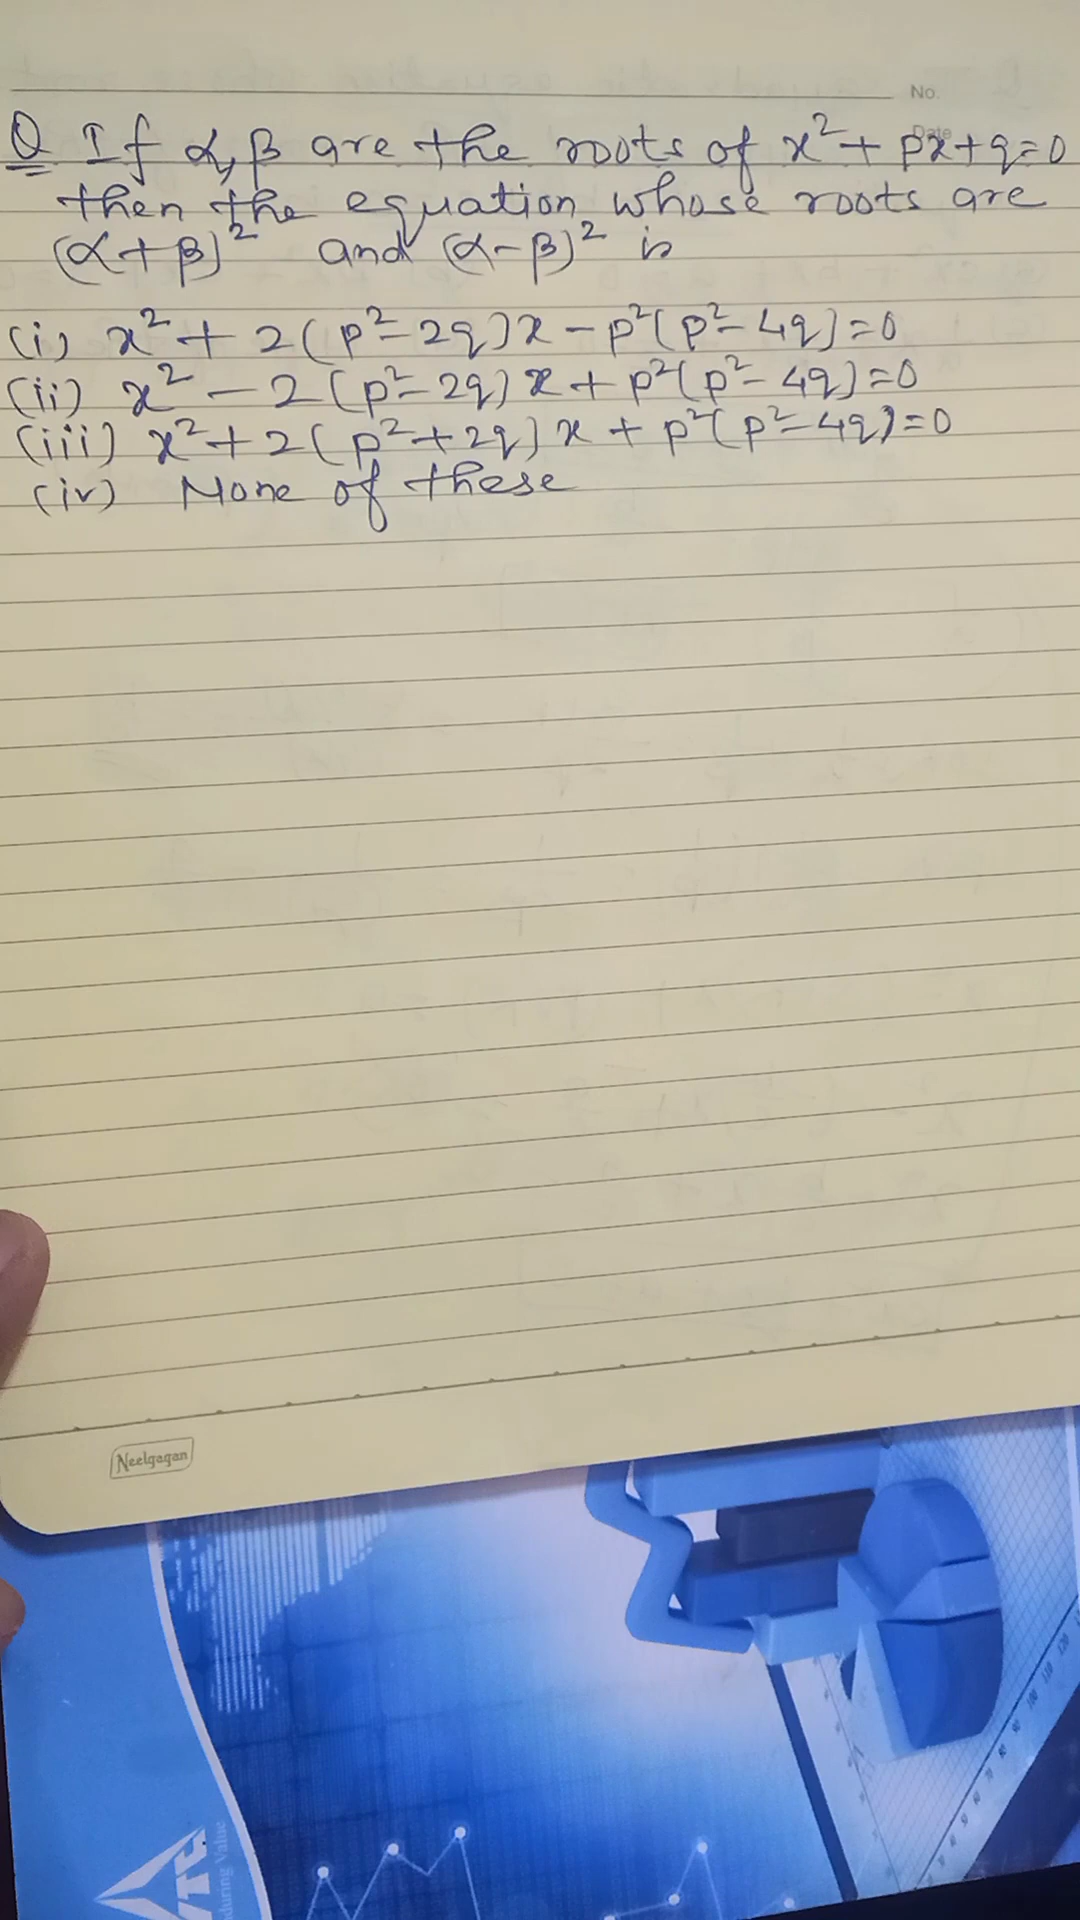 No.
Date
Q If α, β are the roots of x² + px + q = 0
then the equation whose roots are
(α + β)² and (α - β)² is
(i) x² + 2(p² - 2q)x - p²(p² - 4q) = 0
(ii) x² - 2(p² - 2q)x + p²(p² - 4q) = 0
(iii) x² + 2(p² + 2q)x + p²(p² - 4q) = 0
(iv) None of these
Neelgagan